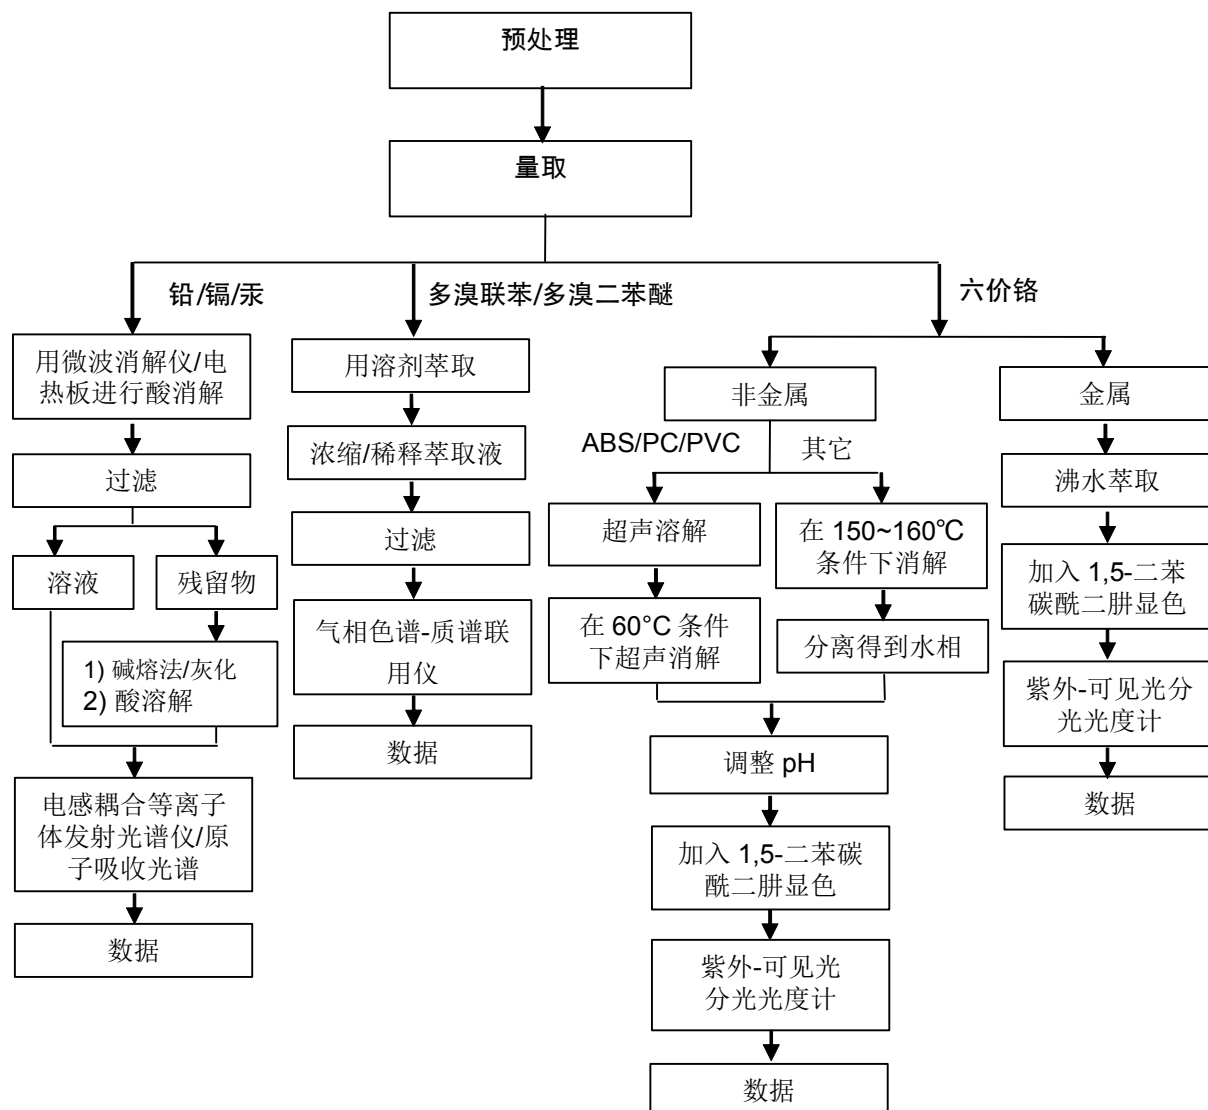 预处理
量取
铅/镉/汞
多溴联苯/多溴二苯醚
六价铬
用微波消解仪/电
热板进行酸消解
过滤
溶液
残留物
1) 碱熔法/灰化
2) 酸溶解
电感耦合等离子
体发射光谱仪/原
子吸收光谱
数据
用溶剂萃取
浓缩/稀释萃取液
过滤
气相色谱-质谱联
用仪
数据
非金属
ABS/PC/PVC
其它
超声溶解
在 60°C 条件
下超声消解
在 150~160℃
条件下消解
分离得到水相
调整 pH
加入 1,5-二苯碳
酰二肼显色
紫外-可见光
分光光度计
数据
金属
沸水萃取
加入 1,5-二苯
碳酰二肼显色
紫外-可见光分
光光度计
数据